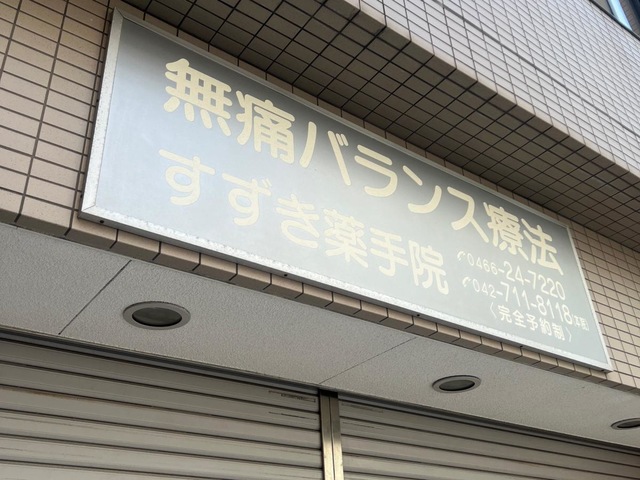 無痛バランス療法
すずき薬手院
0466-24-7220
042-711-8118
(完全予約制)